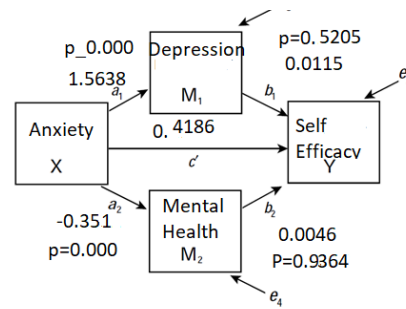 p_0.000
Depression
p=0.5205
1.5638
0.0115
a₁
M₁
b₁
e
Anxiety
0. 4186
Self
Efficacv
X
c'
Y
a₂
Mental
Health
b₂
-0.351
p=0.000
M₂
0.0046
P=0.9364
e₄